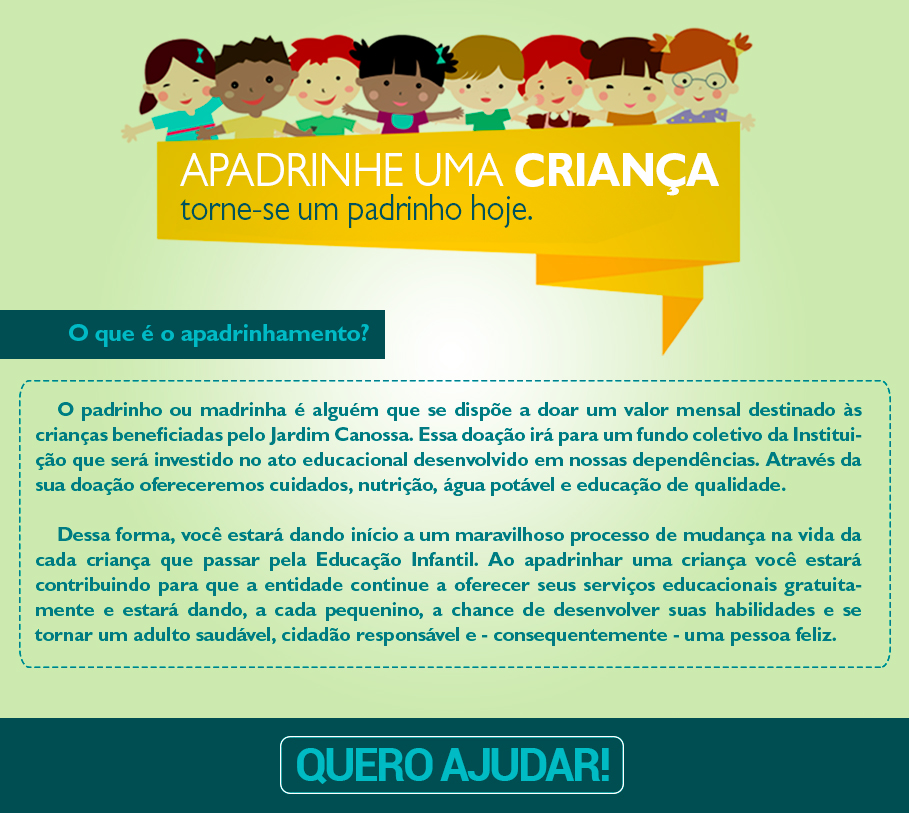 APADRINHE UMA CRIANÇA
torne-se um padrinho hoje.
O que é o apadrinhamento?
O padrinho ou madrinha é alguém que se dispõe a doar um valor mensal destinado às
crianças beneficiadas pelo Jardim Canossa. Essa doação irá para um fundo coletivo da Institui-
ção que será investido no ato educacional desenvolvido em nossas dependências. Através da
sua doação ofereceremos cuidados, nutrição, água potável e educação de qualidade.
Dessa forma, você estará dando início a um maravilhoso processo de mudança na vida da
cada criança que passar pela Educação Infantil. Ao apadrinhar uma criança você estará
contribuindo para que a entidade continue a oferecer seus serviços educacionais gratuita-
mente e estará dando, a cada pequenino, a chance de desenvolver suas habilidades e se
tornar um adulto saudável, cidadão responsável e - consequentemente - uma pessoa feliz.
QUERO AJUDAR!